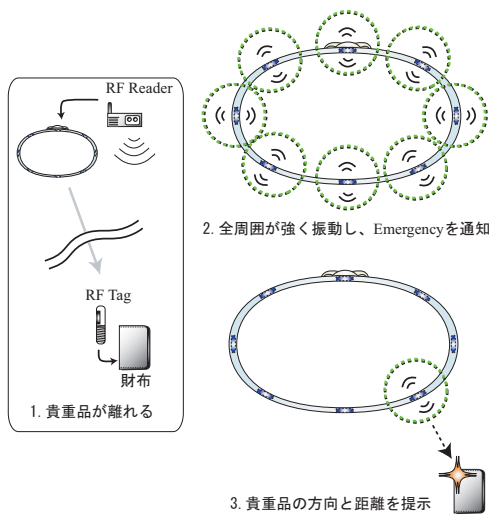 RF Reader
RF Tag
財布
1. 貴重品が離れる
2. 全周囲が強く振動し、Emergencyを通知
3. 貴重品の方向と距離を提示